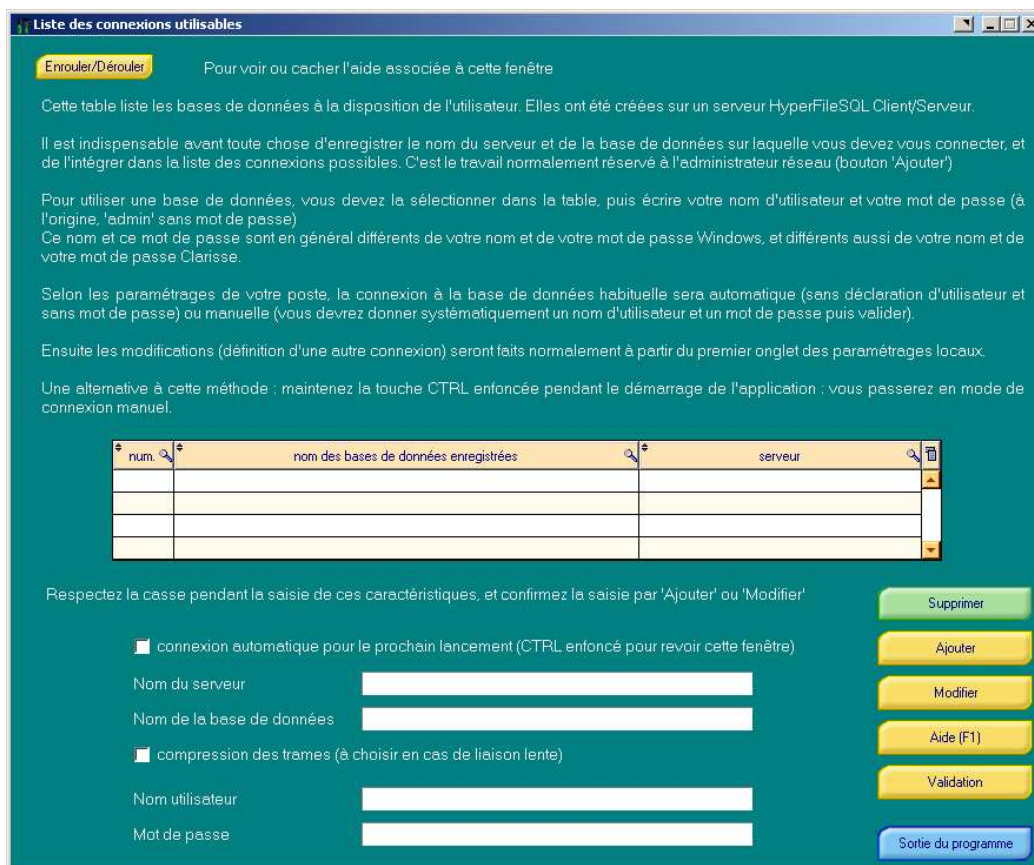 Liste des connexions utilisables
Enrouler/Dérouler
Pour voir ou cacher l'aide associée à cette fenêtre
Cette table liste les bases de données à la disposition de l'utilisateur. Elles ont été créées sur un serveur HyperFileSQL Client/Serveur.
Il est indispensable avant toute chose d'enregistrer le nom du serveur et de la base de données sur laquelle vous devez vous connecter, et
de l'intégrer dans la liste des connexions possibles. C'est le travail normalement réservé à l'administrateur réseau (bouton 'Ajouter')
Pour utiliser une base de données, vous devez la sélectionner dans la table, puis écrire votre nom d'utilisateur et votre mot de passe (à
l'origine, 'admin' sans mot de passe)
Ce nom et ce mot de passe sont en général différents de votre nom et de votre mot de passe Windows, et différents aussi de votre nom et de
votre mot de passe Clarisse.
Selon les paramétrages de votre poste, la connexion à la base de données habituelle sera automatique (sans déclaration d'utilisateur et
sans mot de passe) ou manuelle (vous devrez donner systématiquement un nom d'utilisateur et un mot de passe puis valider).
Ensuite les modifications (définition d'une autre connexion) seront faits normalement à partir du premier onglet des paramétrages locaux.
Une alternative à cette méthode : maintenez la touche CTRL enfoncée pendant le démarrage de l'application : vous passerez en mode de
connexion manuel.
num.
nom des bases de données enregistrées
serveur
Respectez la casse pendant la saisie de ces caractéristiques, et confirmez la saisie par 'Ajouter' ou 'Modifier'
Supprimer
connexion automatique pour le prochain lancement (CTRL enfoncé pour revoir cette fenêtre)
Ajouter
Nom du serveur
Modifier
Nom de la base de données
Aide (F1)
compression des trames (à choisir en cas de liaison lente)
Validation
Nom utilisateur
Mot de passe
Sortie du programme